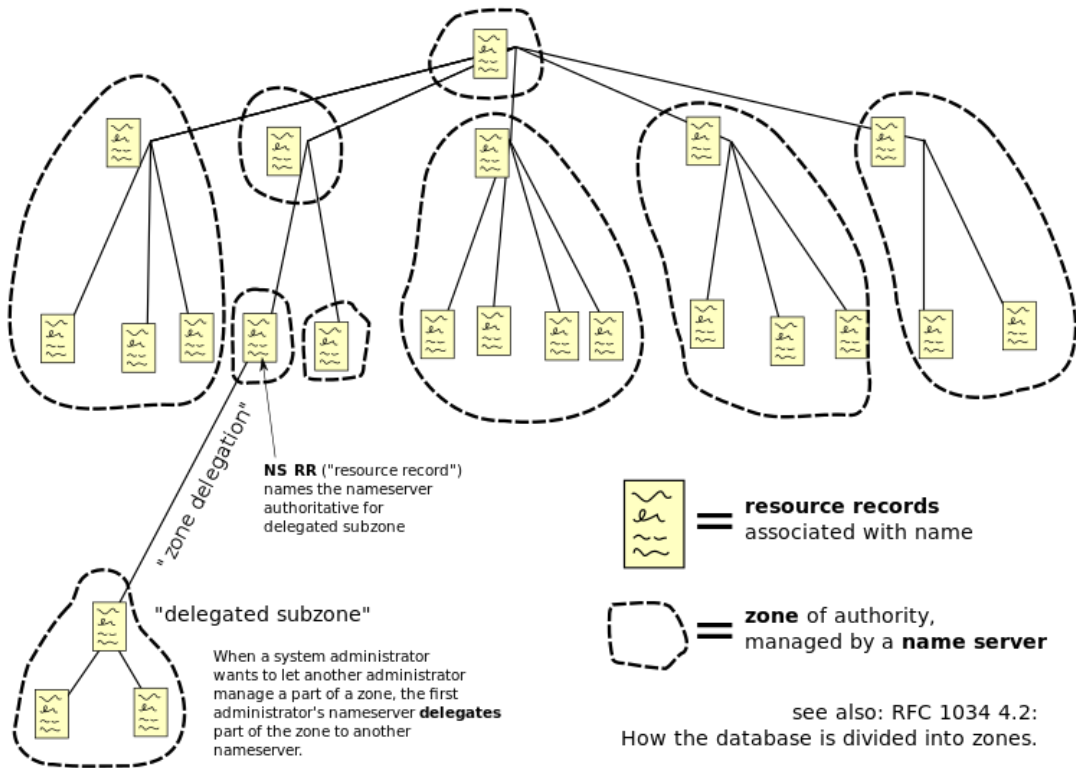 "zone delegation"
NS RR ("resource record")
names the nameserver
authoritative for
delegated subzone
resource records
associated with name
"delegated subzone"
zone of authority,
managed by a name server
When a system administrator
wants to let another administrator
manage a part of a zone, the first
administrator's nameserver delegates
part of the zone to another
nameserver.
see also: RFC 1034 4.2:
How the database is divided into zones.